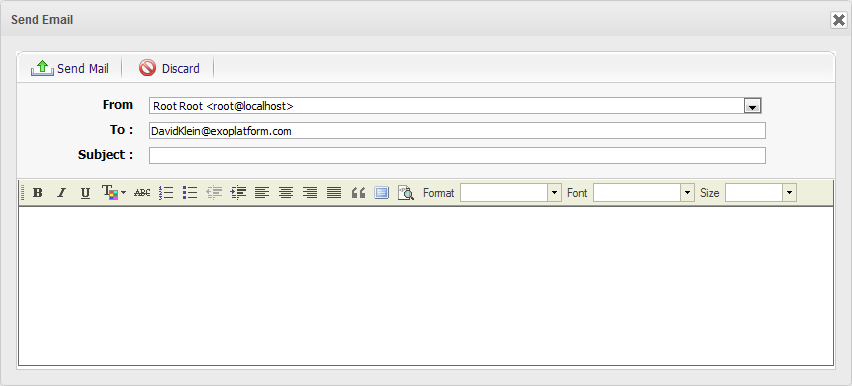 Send Email
Send Mail Discard
From Root Root <root@localhost>
To : DavidKlein@exoplatform.com
Subject :
B I U T ABC Format Font Size